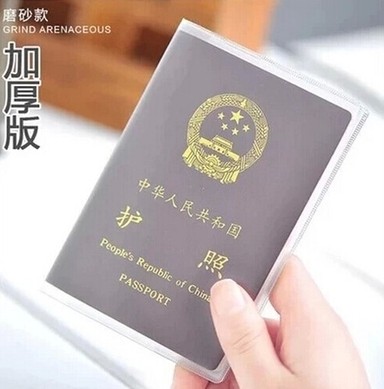 磨砂款
GRIND ARENACEOUS
加厚版
中华人民共和国
护 照
People's Republic of China
PASSPORT